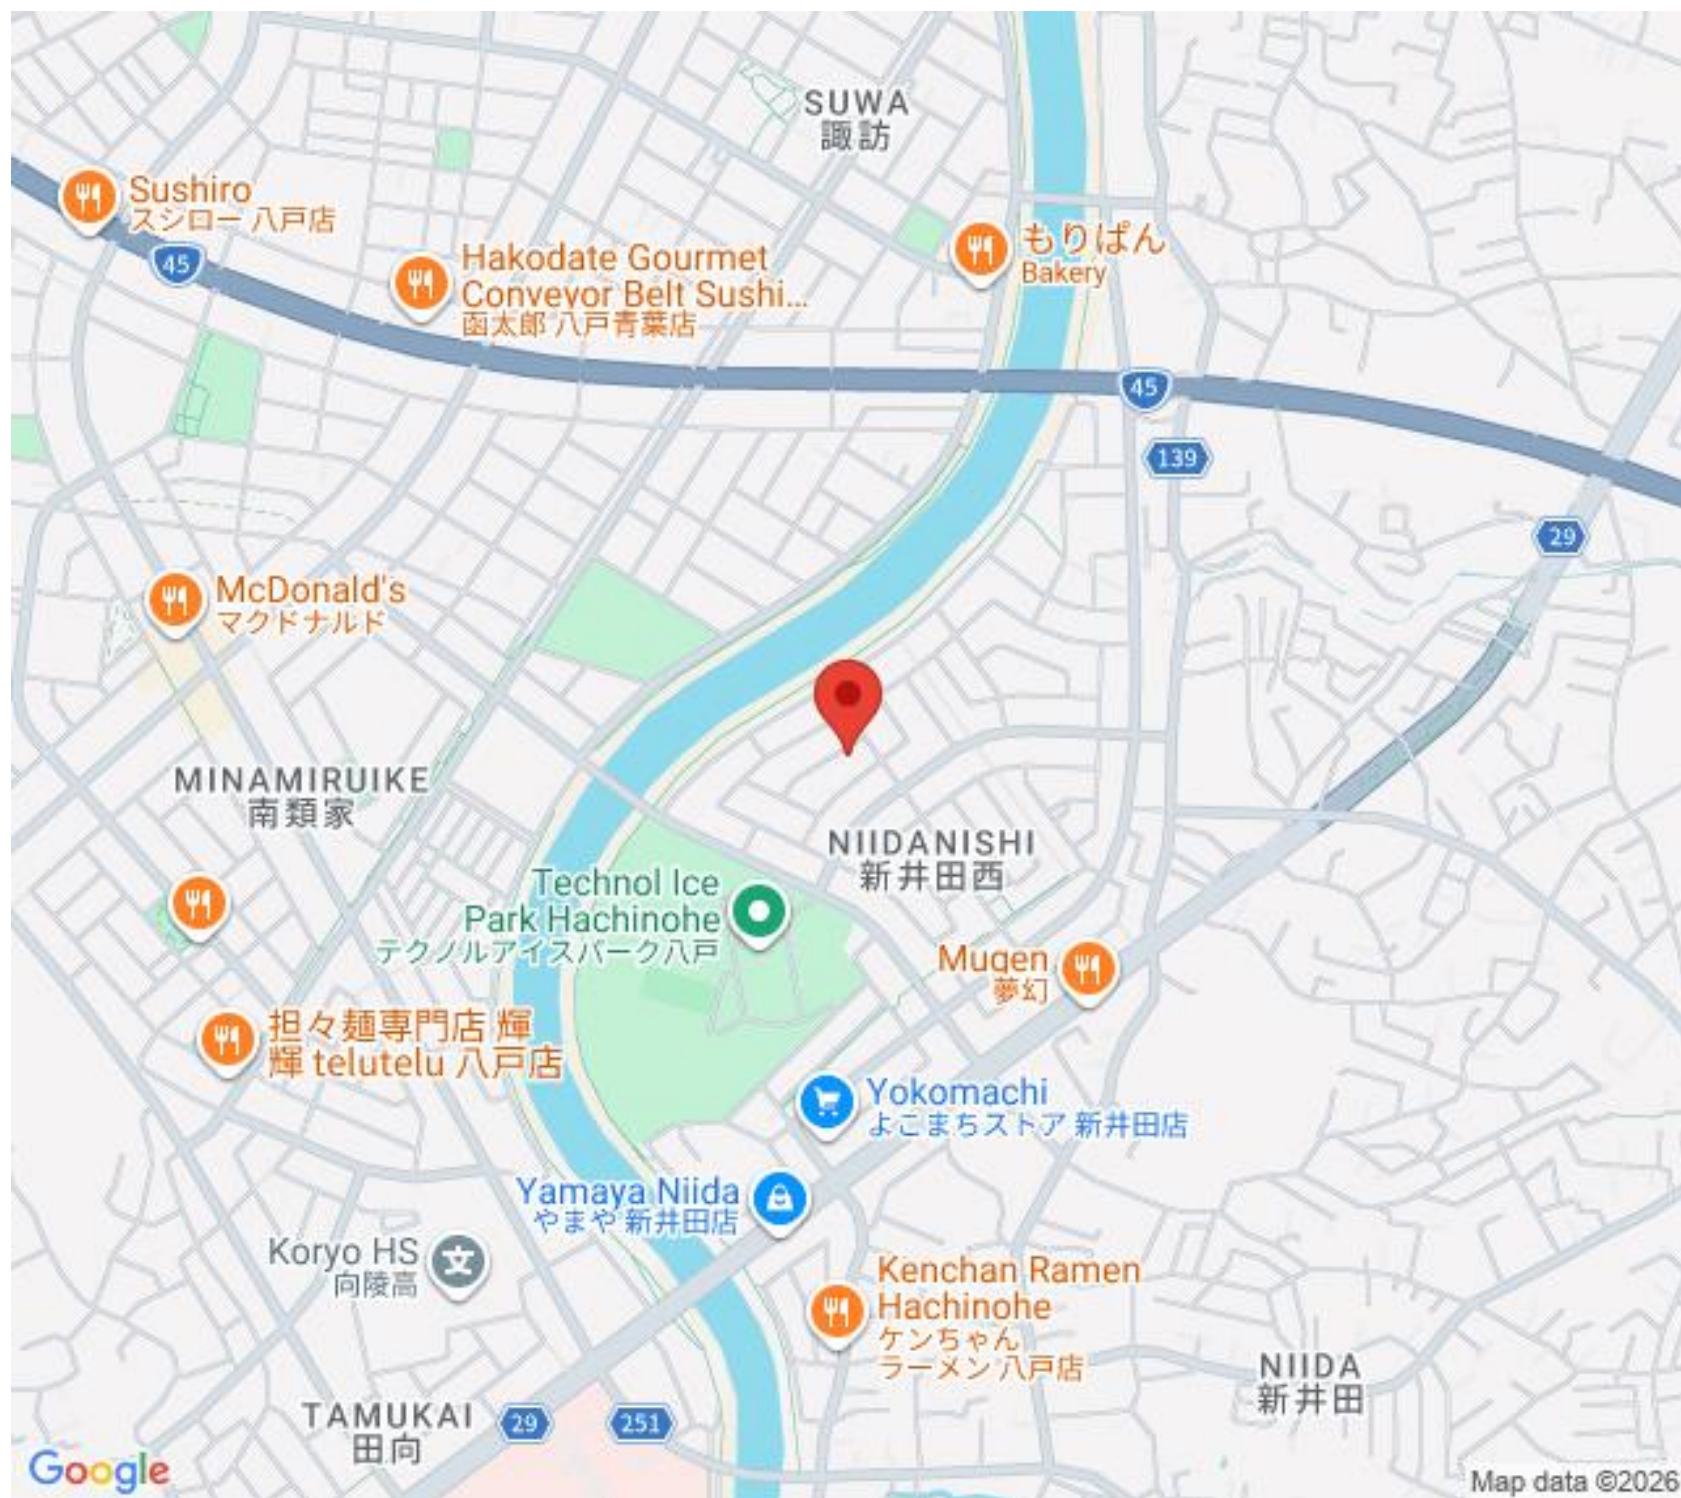 SUWA
諏訪
Sushiro
スシロー 八戸店
45
Hakodate Gourmet
Conveyor Belt Sushi...
函太郎 八戸青葉店
もりぱん
Bakery
45
139
29
McDonald's
マクドナルド
MINAMIRUIKE
南類家
NIIDANISHI
新井田西
Technol Ice
Park Hachinohe
テクノルアイスパーク八戸
Mugen
夢幻
担々麺専門店 輝
輝 telutelu 八戸店
Yokomachi
よこまちストア 新井田店
Yamaya Niida
やまや 新井田店
Koryo HS
向陵高
文
Kenchan Ramen
Hachinohe
ケンちゃん
ラーメン 八戸店
NIIDA
新井田
TAMUKAI
田向
29
251
Google
Map data ©2026